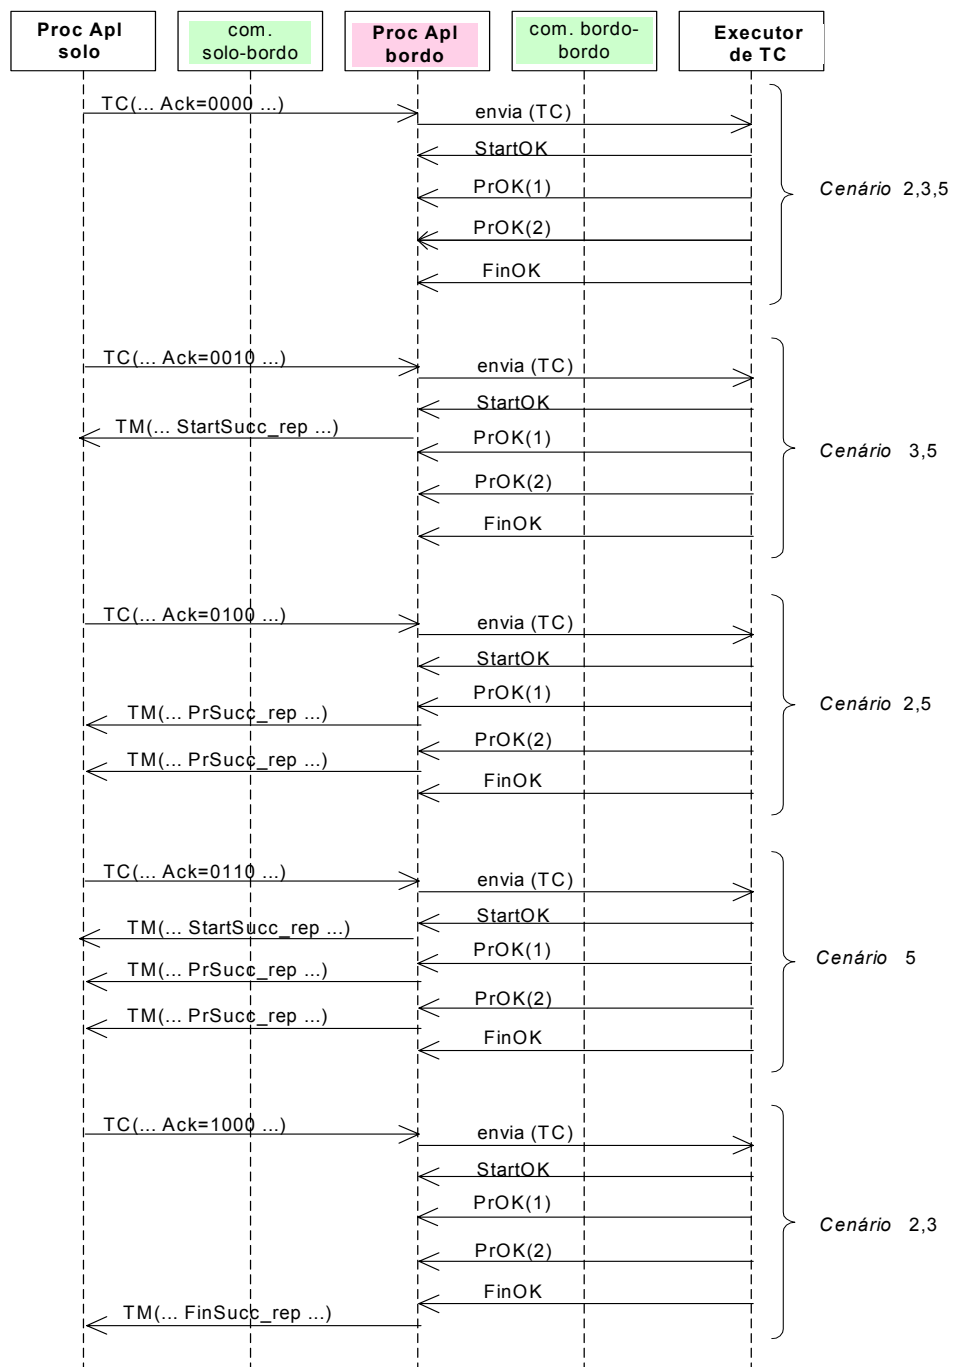 Proc Apl
solo
com.
solo-bordo
Proc Apl
bordo
com. bordo-
bordo
Executor
de TC
TC(... Ack=0000 ...)
envia (TC)
StartOK
PrOK(1)
Cenário 2,3,5
PrOK(2)
FinOK
TC(... Ack=0010 ...)
envia (TC)
StartOK
TM(... StartSucc_rep ...)
PrOK(1)
Cenário 3,5
PrOK(2)
FinOK
TC(... Ack=0100 ...)
envia (TC)
StartOK
PrOK(1)
Cenário 2,5
TM(... PrSucc_rep ...)
PrOK(2)
TM(... PrSucc_rep ...)
FinOK
TC(... Ack=0110 ...)
envia (TC)
StartOK
TM(... StartSucc_rep ...)
PrOK(1)
Cenário 5
TM(... PrSucc_rep ...)
PrOK(2)
TM(... PrSucc_rep ...)
FinOK
TC(... Ack=1000 ...)
envia (TC)
StartOK
PrOK(1)
Cenário 2,3
PrOK(2)
FinOK
TM(... FinSucc_rep ...)